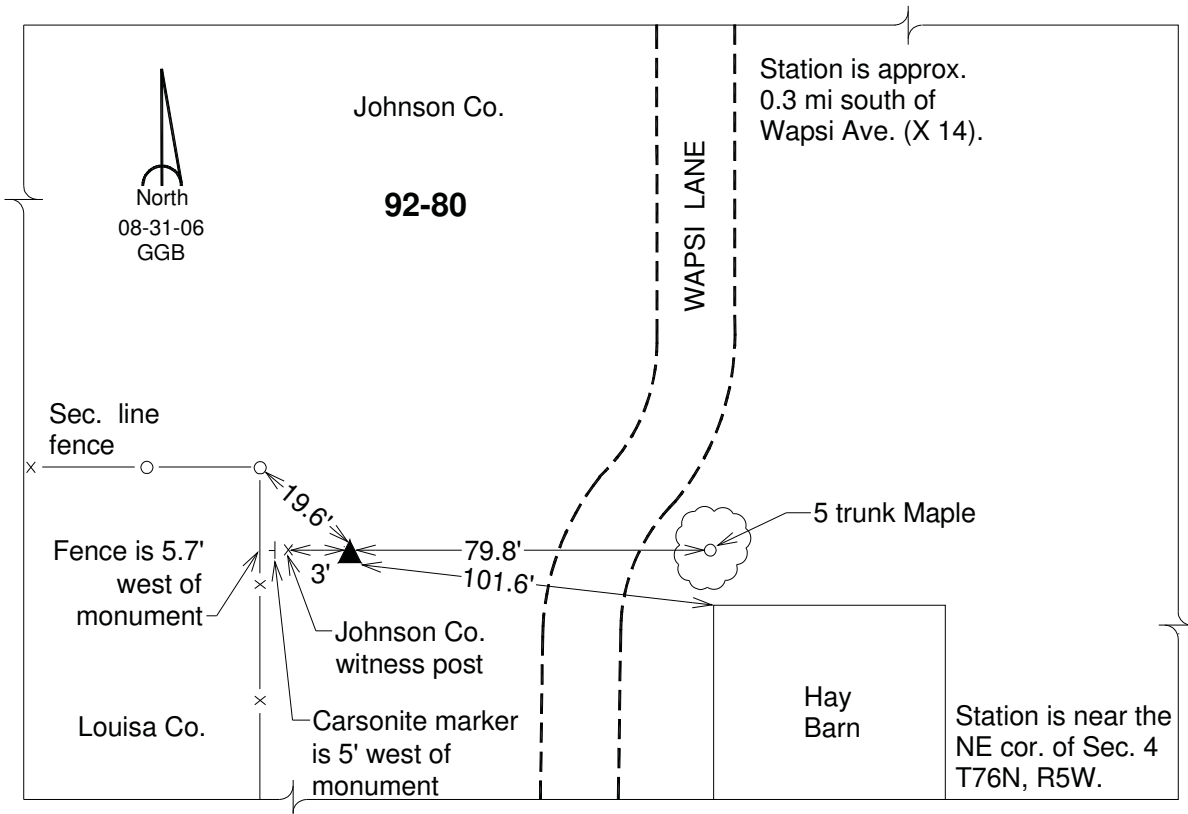 Station is approx.
0.3 mi south of
Wapsi Ave. (X 14).
Johnson Co.
92-80
North
08-31-06
GGB
WAPSI LANE
Sec. line
fence
19.6'
5 trunk Maple
Fence is 5.7'
west of
monument
3'
79.8'
101.6'
Johnson Co.
witness post
Louisa Co.
Carsonite marker
is 5' west of
monument
Hay
Barn
Station is near the
NE cor. of Sec. 4
T76N, R5W.